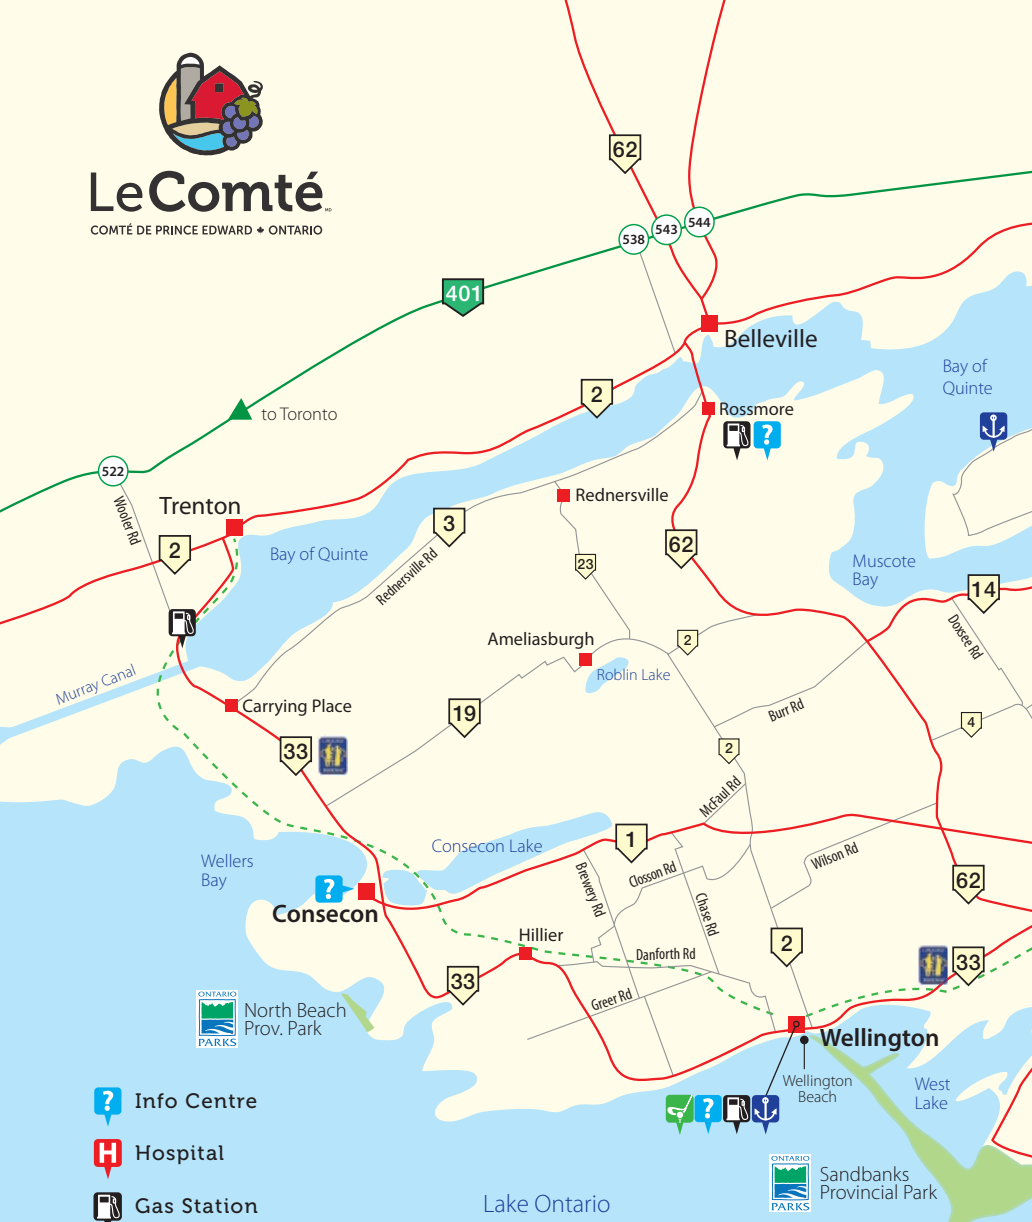 62
538
543
544
LeComté
MD
COMTÉ DE PRINCE EDWARD ♦ ONTARIO
401
Belleville
Bay of
Quinte
2
to Toronto
Rossmore
?
522
Wooler Rd
Trenton
Rednersville
2
3
Bay of Quinte
Rednersville Rd
62
23
Muscote
Bay
14
Doxsee Rd
Ameliasburgh
2
Roblin Lake
Murray Canal
Carrying Place
19
Burr Rd
4
33
2
McFaul Rd
Consecon Lake
1
Wellers
Bay
Wilson Rd
Closson Rd
Brewery Rd
62
?
Consecon
Chase Rd
Hillier
2
Danforth Rd
33
33
Greer Rd
ONTARIO
PARKS
North Beach
Prov. Park
Wellington
Wellington
Beach
West
Lake
? Info Centre
?
H Hospital
ONTARIO
PARKS
Sandbanks
Provincial Park
Gas Station
Lake Ontario